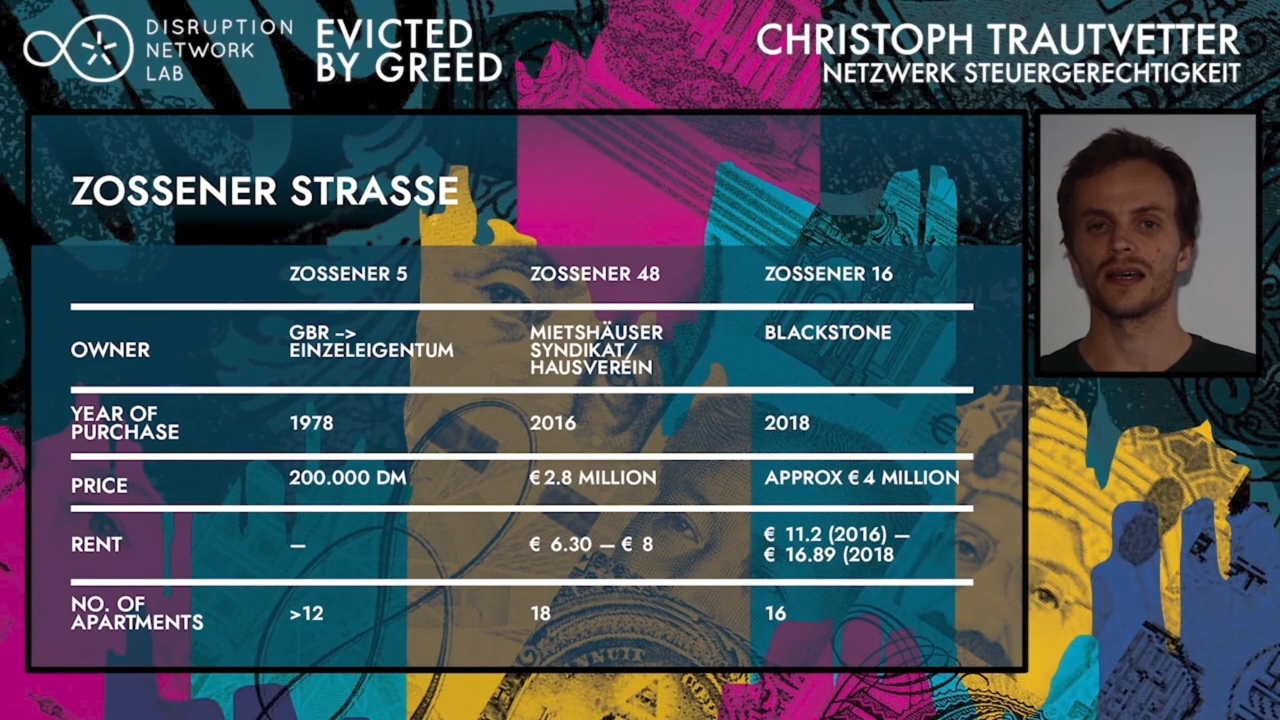 DISRUPTION
NETWORK
LAB
EVICTED
BY GREED
CHRISTOPH TRAUTVETTER
NETZWERK STEUERGERECHTIGKEIT
ZOSSENER STRASSE
ZOSSENER 5 ZOSSENER 48 ZOSSENER 16
OWNER
GBR –>
EINZELEIGENTUM
MIETSHÄUSER
SYNDIKAT/
HAUSVEREIN
BLACKSTONE
YEAR OF
PURCHASE
1978 2016 2018
PRICE 200.000 DM € 2.8 MILLION APPROX € 4 MILLION
RENT — € 6.30 — € 8
€ 11.2 (2016) —
€ 16.89 (2018
NO. OF
APARTMENTS
>12 18 16
ANNUIT